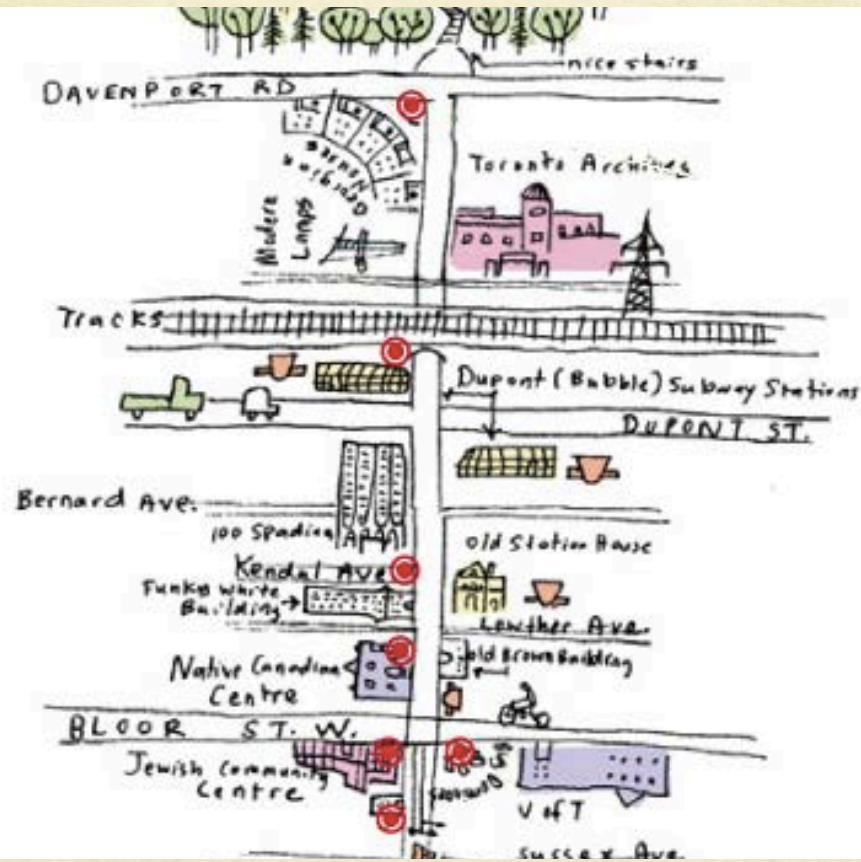 nice stairs
DAVENPORT RD
Toronto Archives
Georgian
Houses
Modern
Lamps
Tracks
Dupont (Bubble) Subway Stations
DUPONT ST.
Bernard Ave.
100 Spadina
Old Station House
Kendal Ave
Funky White
Building
Lowther Ave.
old Brown Building
Native Canadian
Centre
BLOOR ST. W.
Jewish Community
Centre
U of T
Sussex Ave.